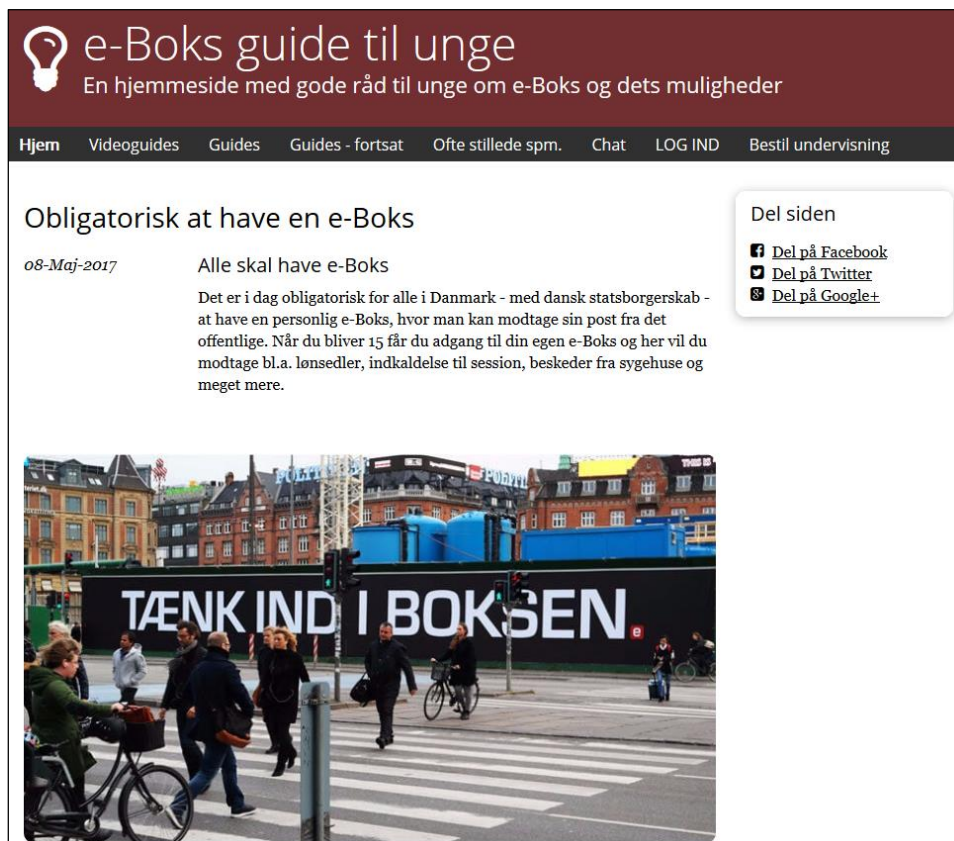 e-Boks guide til unge
En hjemmeside med gode råd til unge om e-Boks og dets muligheder
Hjem Videoguides Guides Guides - fortsat Ofte stillede spm. Chat LOG IND Bestil undervisning
Obligatorisk at have en e-Boks
08-Maj-2017
Alle skal have e-Boks
Det er i dag obligatorisk for alle i Danmark - med dansk statsborgerskab -
at have en personlig e-Boks, hvor man kan modtage sin post fra det
offentlige. Når du bliver 15 får du adgang til din egen e-Boks og her vil du
modtage bl.a. lønsedler, indkaldelse til session, beskeder fra sygehuse og
meget mere.
Del siden
Del på Facebook
Del på Twitter
Del på Google+
THIS IS
TÆNK IND I BOKSEN
e